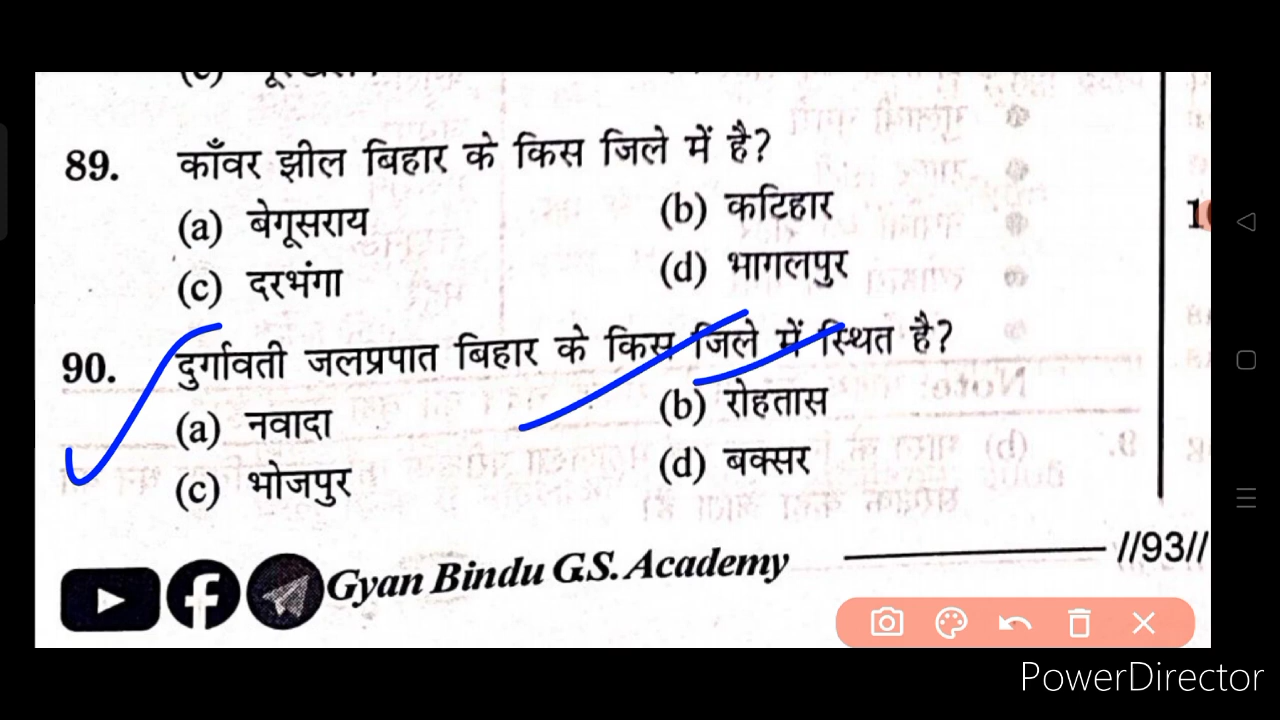 89. काँवर झील बिहार के किस जिले में है?
(a) बेगूसराय (b) कटिहार
(c) दरभंगा (d) भागलपुर
90. दुर्गावती जलप्रपात बिहार के किस जिले में स्थित है?
(a) नवादा (b) रोहतास
(c) भोजपुर (d) बक्सर
Gyan Bindu G.S. Academy //93//
PowerDirector